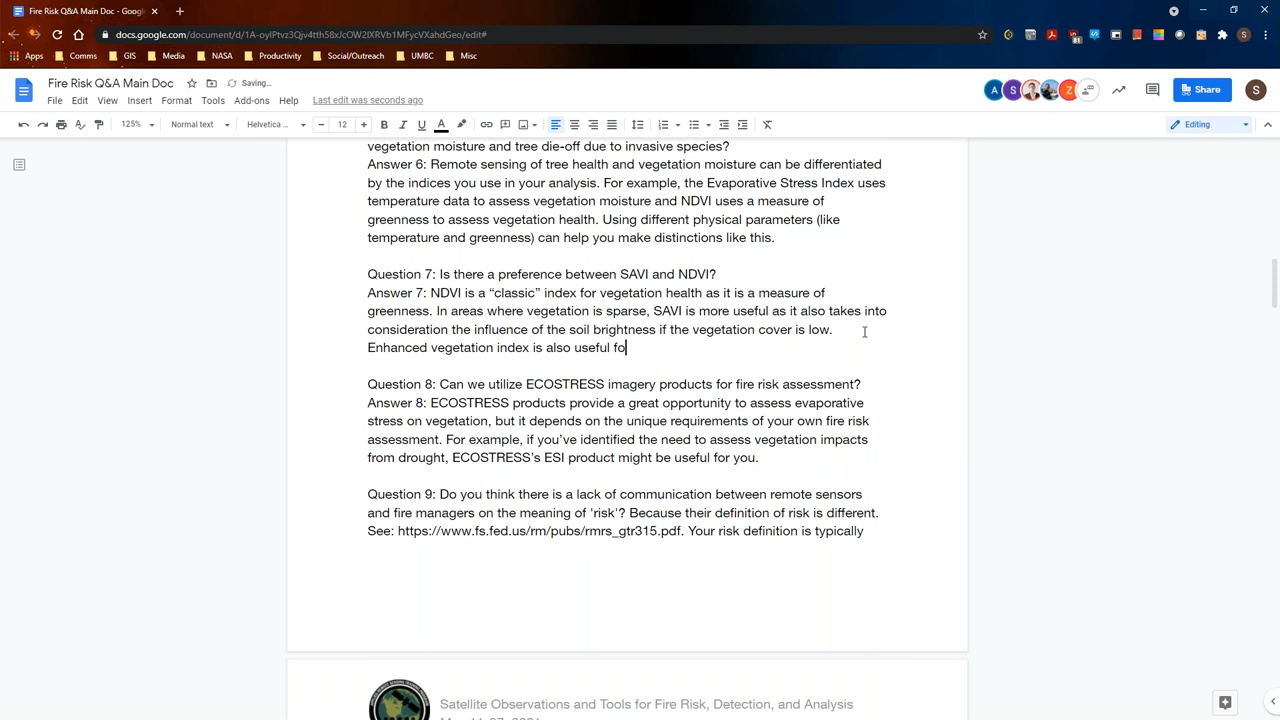 Fire Risk Q&A Main Doc - Google
docs.google.com/document/d/1A-oylPtvz3Qjv4tth58xJcOW2IXRVb1MFycVXahdGeo/edit#
Apps Comms GIS Media NASA Productivity Social/Outreach UMBC Misc
Fire Risk Q&A Main Doc Saving...
File Edit View Insert Format Tools Add-ons Help Last edit was seconds ago
A S Z Share S
125% Normal text Helvetica ... 12 Editing
vegetation moisture and tree die-off due to invasive species?
Answer 6: Remote sensing of tree health and vegetation moisture can be differentiated
by the indices you use in your analysis. For example, the Evaporative Stress Index uses
temperature data to assess vegetation moisture and NDVI uses a measure of
greenness to assess vegetation health. Using different physical parameters (like
temperature and greenness) can help you make distinctions like this.
Question 7: Is there a preference between SAVI and NDVI?
Answer 7: NDVI is a “classic” index for vegetation health as it is a measure of
greenness. In areas where vegetation is sparse, SAVI is more useful as it also takes into
consideration the influence of the soil brightness if the vegetation cover is low.
Enhanced vegetation index is also useful fo
Question 8: Can we utilize ECOSTRESS imagery products for fire risk assessment?
Answer 8: ECOSTRESS products provide a great opportunity to assess evaporative
stress on vegetation, but it depends on the unique requirements of your own fire risk
assessment. For example, if you’ve identified the need to assess vegetation impacts
from drought, ECOSTRESS’s ESI product might be useful for you.
Question 9: Do you think there is a lack of communication between remote sensors
and fire managers on the meaning of 'risk'? Because their definition of risk is different.
See: https://www.fs.fed.us/rm/pubs/rmrs_gtr315.pdf. Your risk definition is typically
Satellite Observations and Tools for Fire Risk, Detection, and Analysis